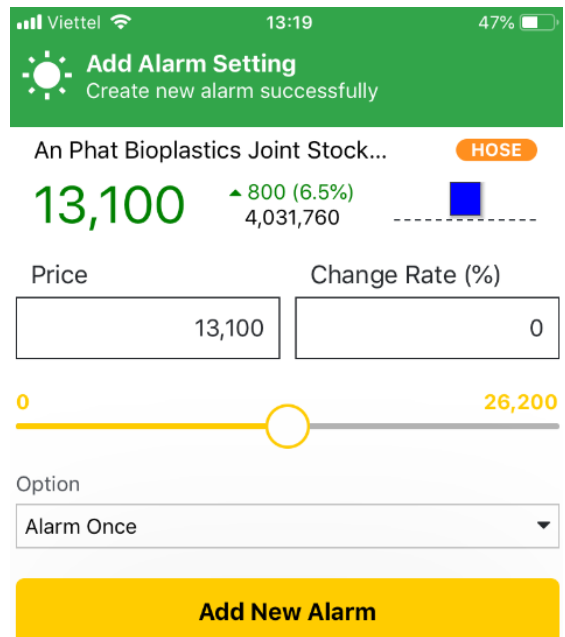 Viettel 13:19 47%
Add Alarm Setting
Create new alarm successfully
An Phat Bioplastics Joint Stock... HOSE
13,100 800 (6.5%)
4,031,760
Price Change Rate (%)
13,100 0
0 26,200
Option
Alarm Once
Add New Alarm